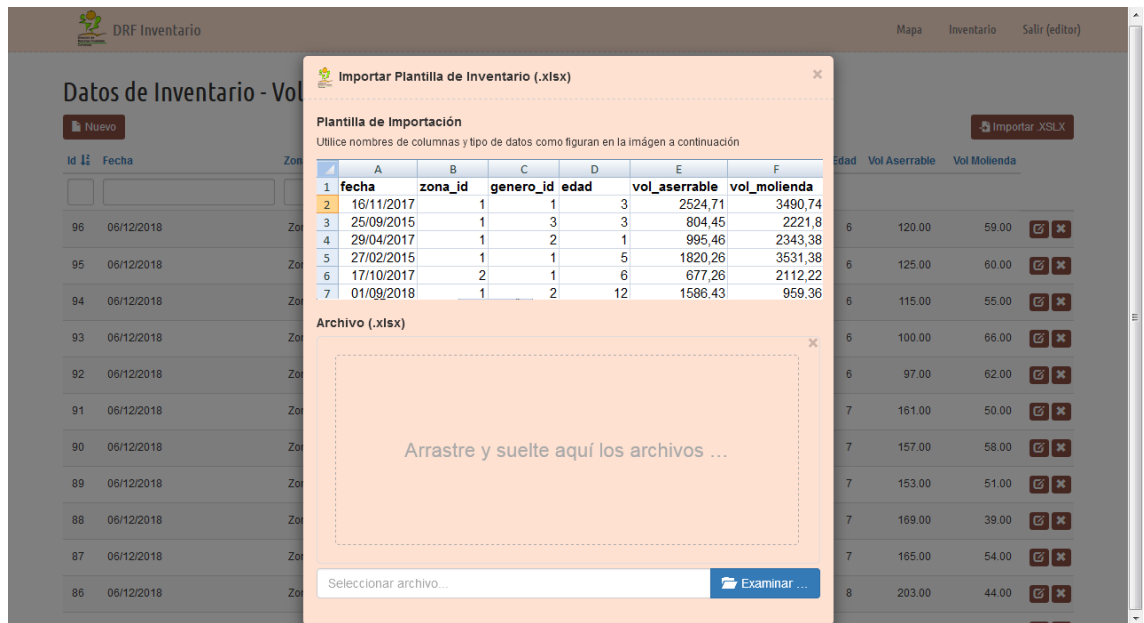 DRF Inventario Mapa Inventario Salir (editor)
Importar Plantilla de Inventario (.xlsx) ×
Datos de Inventario - Vol
Nuevo
Importar .XSLX
Plantilla de Importación
Utilice nombres de columnas y tipo de datos como figuran en la imágen a continuación
Id Fecha Zon Edad Vol Aserrable Vol Molienda
A B C D E F
1 fecha zona_id genero_id edad vol_aserrable vol_molienda
2 16/11/2017 1 1 3 2524,71 3490,74
3 25/09/2015 1 3 3 804,45 2221,8
4 29/04/2017 1 2 1 995,46 2343,38
5 27/02/2015 1 1 5 1820,26 3531,38
6 17/10/2017 2 1 6 677,26 2112,22
7 01/09/2018 1 2 12 1586,43 959,36
Archivo (.xlsx)
×
Arrastre y suelte aquí los archivos ...
Seleccionar archivo...
Examinar ...
96 06/12/2018 Zon 6 120.00 59.00
95 06/12/2018 Zon 6 125.00 60.00
94 06/12/2018 Zon 6 115.00 55.00
93 06/12/2018 Zon 6 100.00 66.00
92 06/12/2018 Zon 6 97.00 62.00
91 06/12/2018 Zon 7 161.00 50.00
90 06/12/2018 Zon 7 157.00 58.00
89 06/12/2018 Zon 7 153.00 51.00
88 06/12/2018 Zon 7 169.00 39.00
87 06/12/2018 Zon 7 165.00 54.00
86 06/12/2018 Zon 8 203.00 44.00